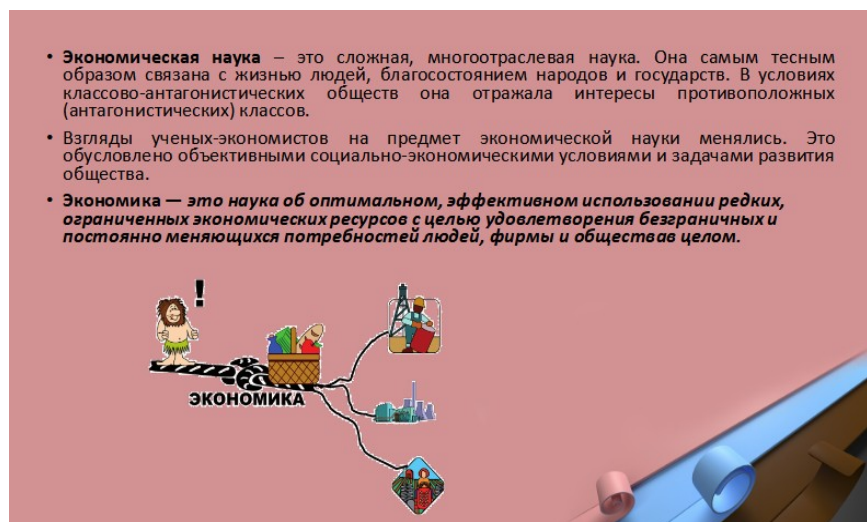 • Экономическая наука – это сложная, многоотраслевая наука. Она самым тесным
образом связана с жизнью людей, благосостоянием народов и государств. В условиях
классово-антагонистических обществ она отражала интересы противоположных
(антагонистических) классов.
• Взгляды ученых-экономистов на предмет экономической науки менялись. Это
обусловлено объективными социально-экономическими условиями и задачами развития
общества.
• Экономика — это наука об оптимальном, эффективном использовании редких,
ограниченных экономических ресурсов с целью удовлетворения безграничных и
постоянно меняющихся потребностей людей, фирмы и обществав целом.
!
ЭКОНОМИКА